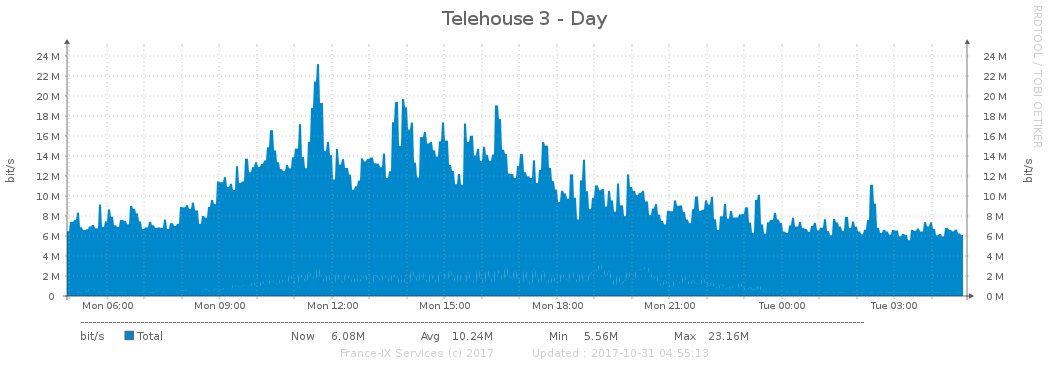 Telehouse 3 - Day
RRDTOOL / TOBI OETIKER
bit/s
24 M 24 M
22 M 22 M
20 M 20 M
18 M 18 M
16 M 16 M
14 M 14 M
12 M 12 M
10 M 10 M
8 M 8 M
6 M 6 M
4 M 4 M
2 M 2 M
0 0 M
bit/s
Mon 06:00 Mon 09:00 Mon 12:00 Mon 15:00 Mon 18:00 Mon 21:00 Tue 00:00 Tue 03:00
bit/s Total Now 6.08M Avg 10.24M Min 5.56M Max 23.16M
France-IX Services (c) 2017 Updated : 2017-10-31 04:55:13